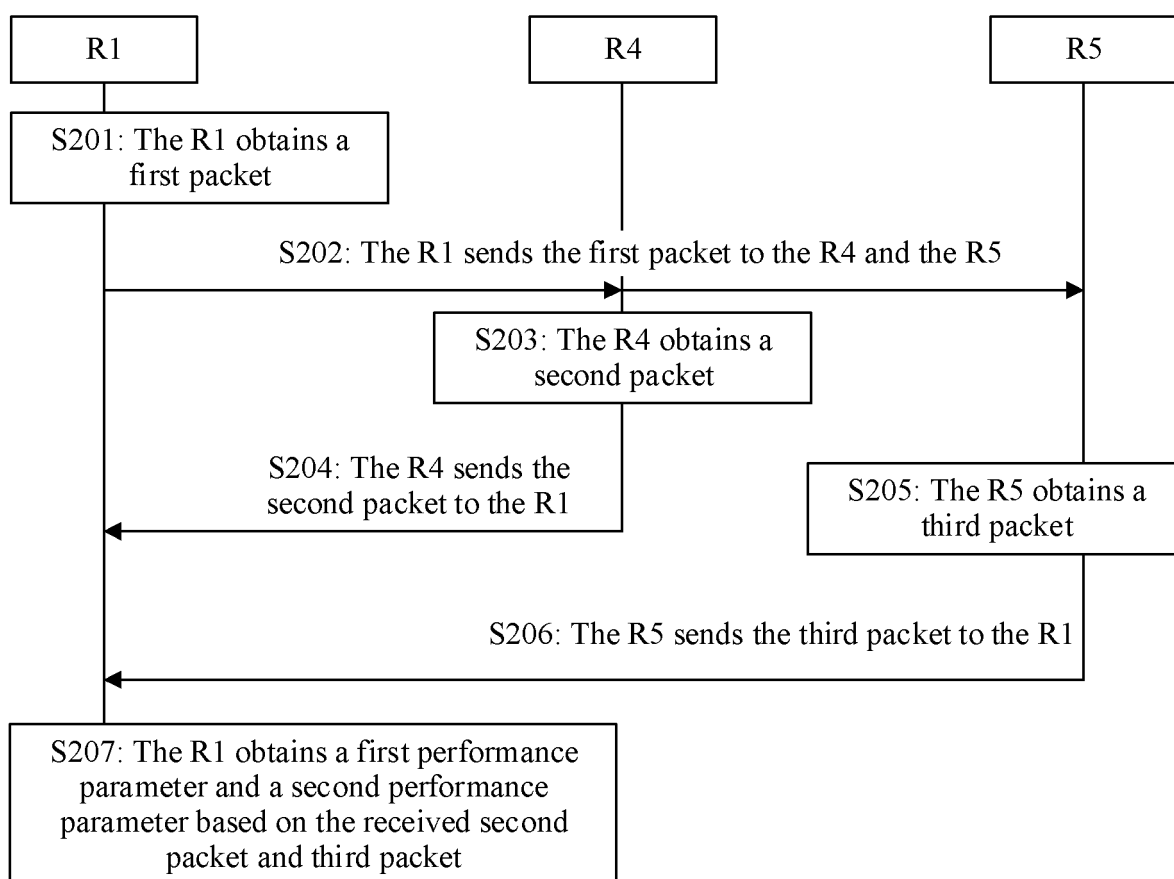 R1
R4
R5
S201: The R1 obtains a
first packet
S202: The R1 sends the first packet to the R4 and the R5
S203: The R4 obtains a
second packet
S204: The R4 sends the
second packet to the R1
S205: The R5 obtains a
third packet
S206: The R5 sends the third packet to the R1
S207: The R1 obtains a first performance
parameter and a second performance
parameter based on the received second
packet and third packet